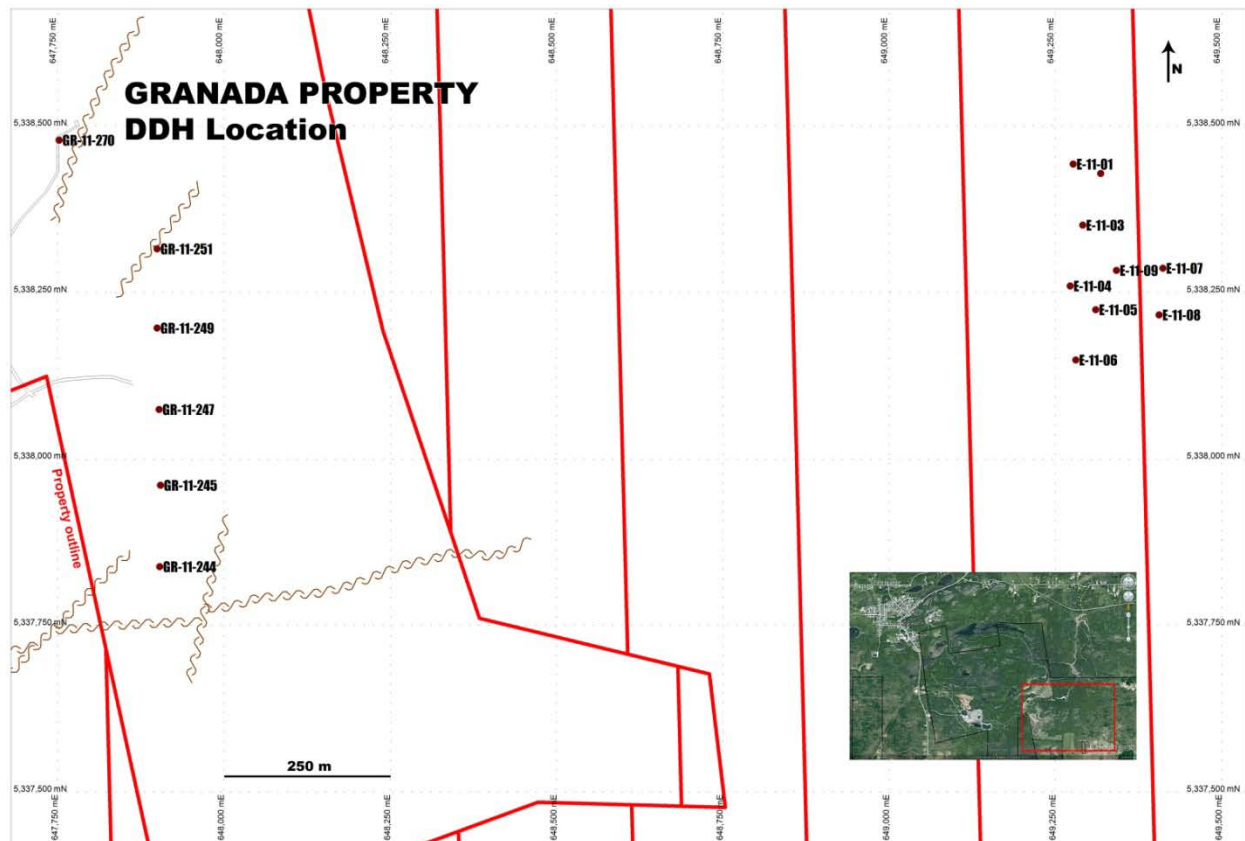 647,750 mE
648,000 mE
648,250 mE
648,500 mE
648,750 mE
649,000 mE
649,250 mE
649,500 mE
N
GRANADA PROPERTY
DDH Location
5,338,500 mN
5,338,500 mN
GR-11-270
E-11-01
E-11-03
GR-11-251
E-11-09
E-11-07
5,338,250 mN
5,338,250 mN
E-11-04
E-11-05
E-11-08
GR-11-249
E-11-06
GR-11-247
5,338,000 mN
5,338,000 mN
Property outline
GR-11-245
GR-11-244
5,337,750 mN
5,337,750 mN
250 m
5,337,500 mN
5,337,500 mN
647,750 mE
648,000 mE
648,250 mE
648,500 mE
648,750 mE
649,000 mE
649,250 mE
649,500 mE